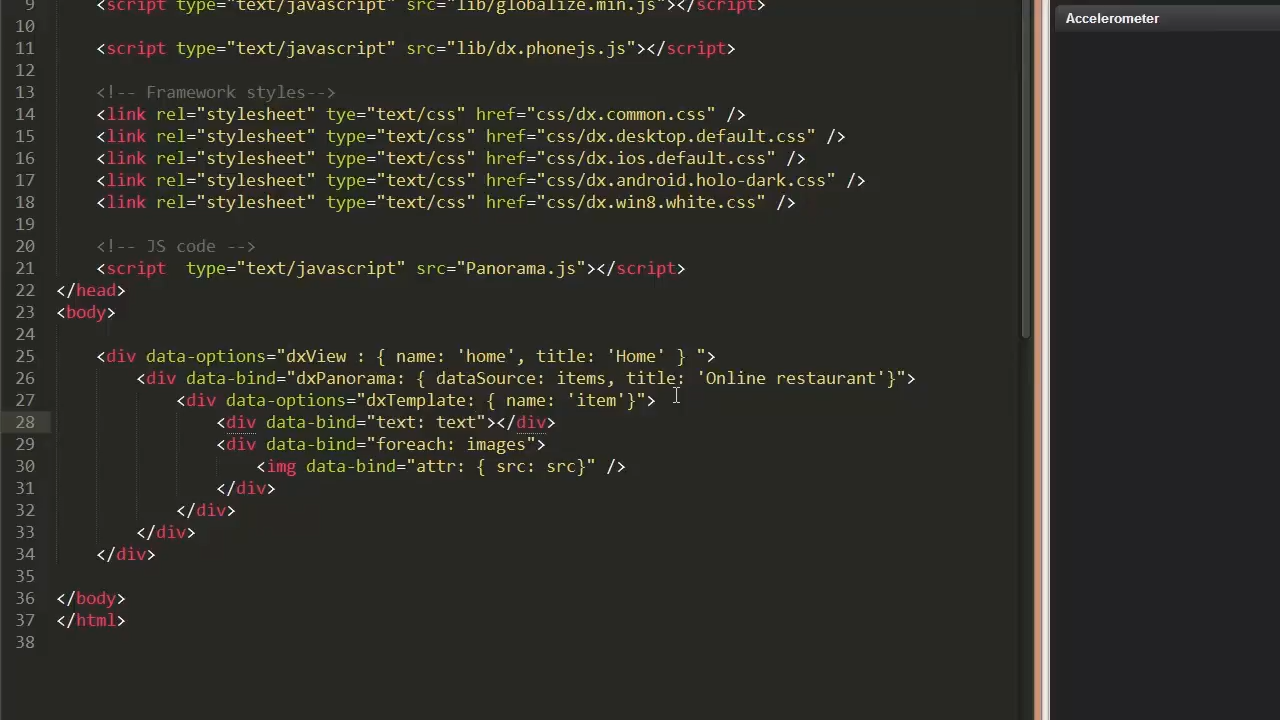 9 <script type="text/javascript" src="lib/globalize.min.js"></script>
10
11 <script type="text/javascript" src="lib/dx.phonejs.js"></script>
12
13 <!-- Framework styles-->
14 <link rel="stylesheet" tye="text/css" href="css/dx.common.css" />
15 <link rel="stylesheet" tye="text/css" href="css/dx.desktop.default.css" />
16 <link rel="stylesheet" type="text/css" href="css/dx.ios.default.css" />
17 <link rel="stylesheet" type="text/css" href="css/dx.android.holo-dark.css" />
18 <link rel="stylesheet" type="text/css" href="css/dx.win8.white.css" />
19
20 <!-- JS code -->
21 <script  type="text/javascript" src="Panorama.js"></script>
22 </head>
23 <body>
24
25 <div data-options="dxView : { name: 'home', title: 'Home' } ">
26 <div data-bind="dxPanorama: { dataSource: items, title: 'Online restaurant'}">
27 <div data-options="dxTemplate: { name: 'item'}">
28 <div data-bind="text: text"></div>
29 <div data-bind="foreach: images">
30 <img data-bind="attr: { src: src}" />
31 </div>
32 </div>
33 </div>
34 </div>
35
36 </body>
37 </html>
38
Accelerometer